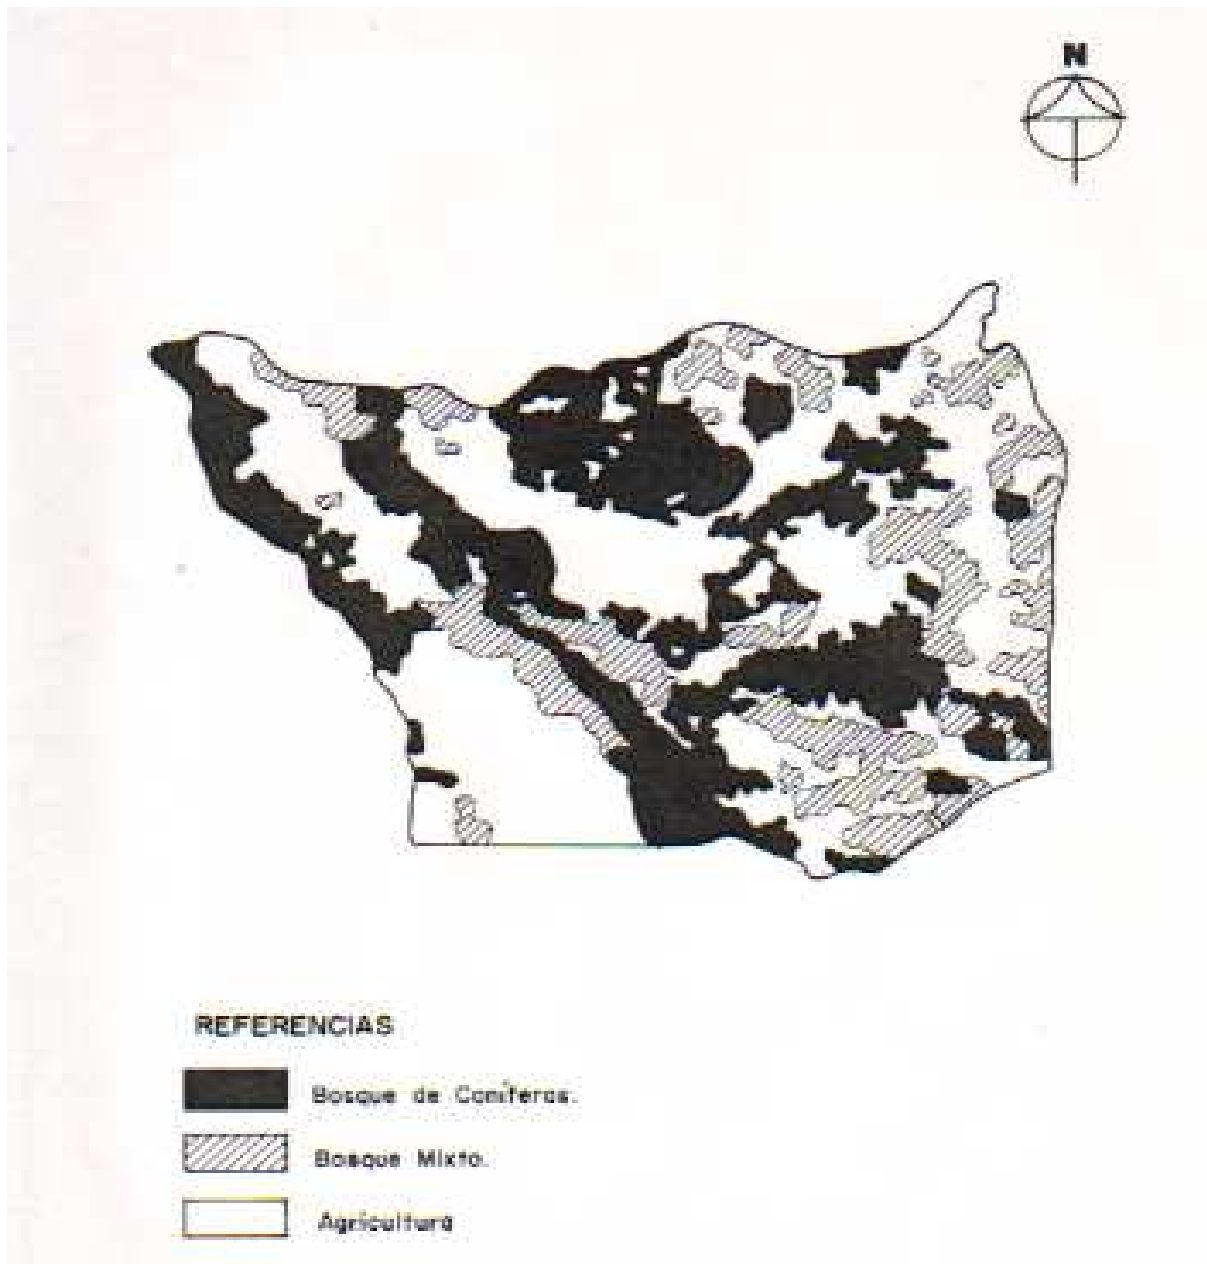 N
REFERENCIAS
Bosque de Coníferas.
Bosque Mixto.
Agricultura